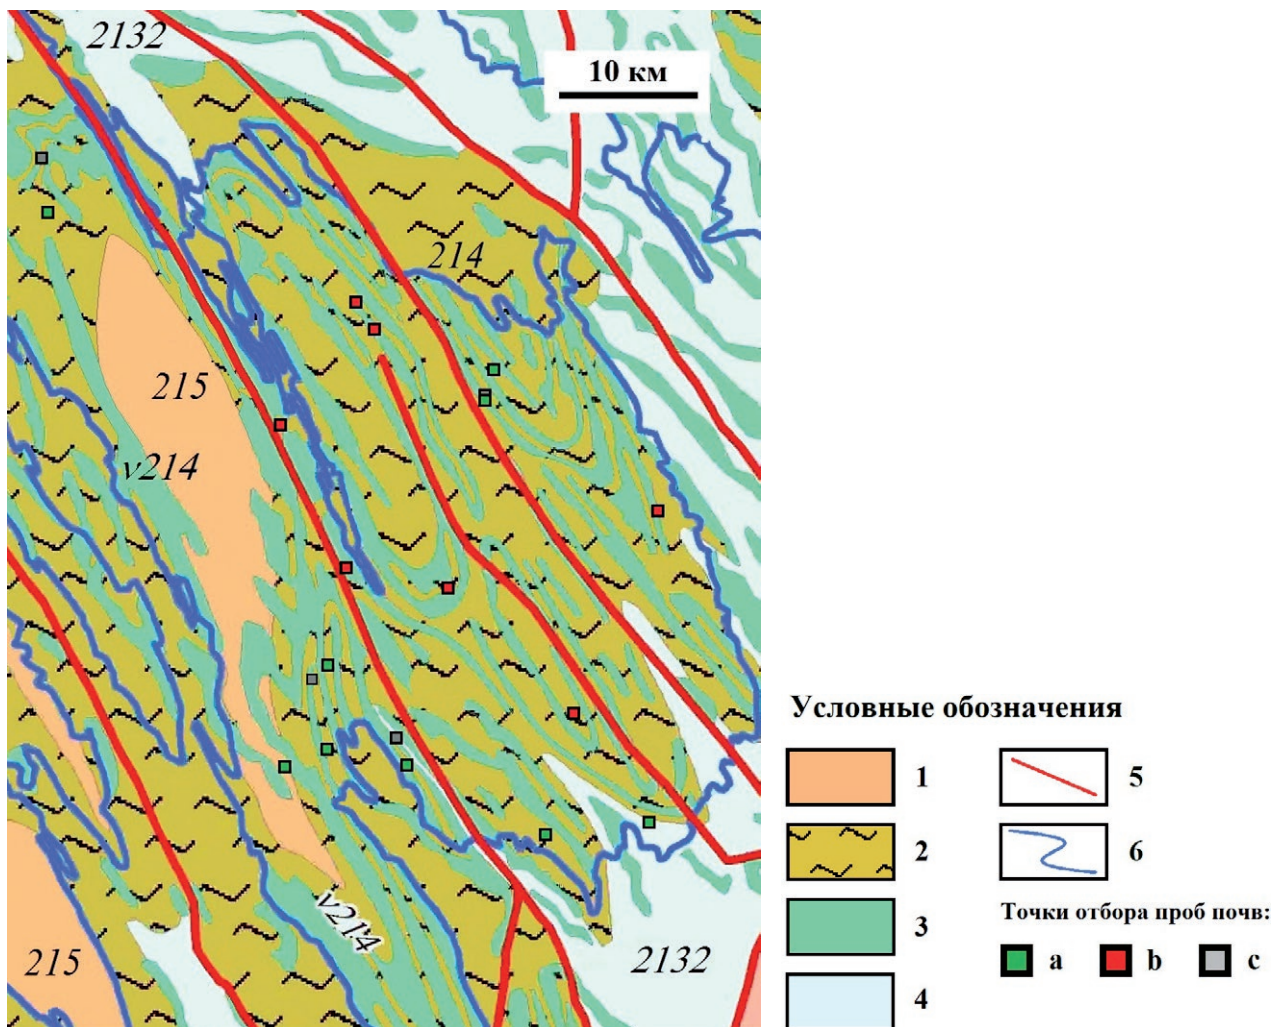 2132
10 км
214
215
v214
v214
215
2132
Условные обозначения
1
5
2
6
3
Точки отбора проб почв:
a
b
c
4